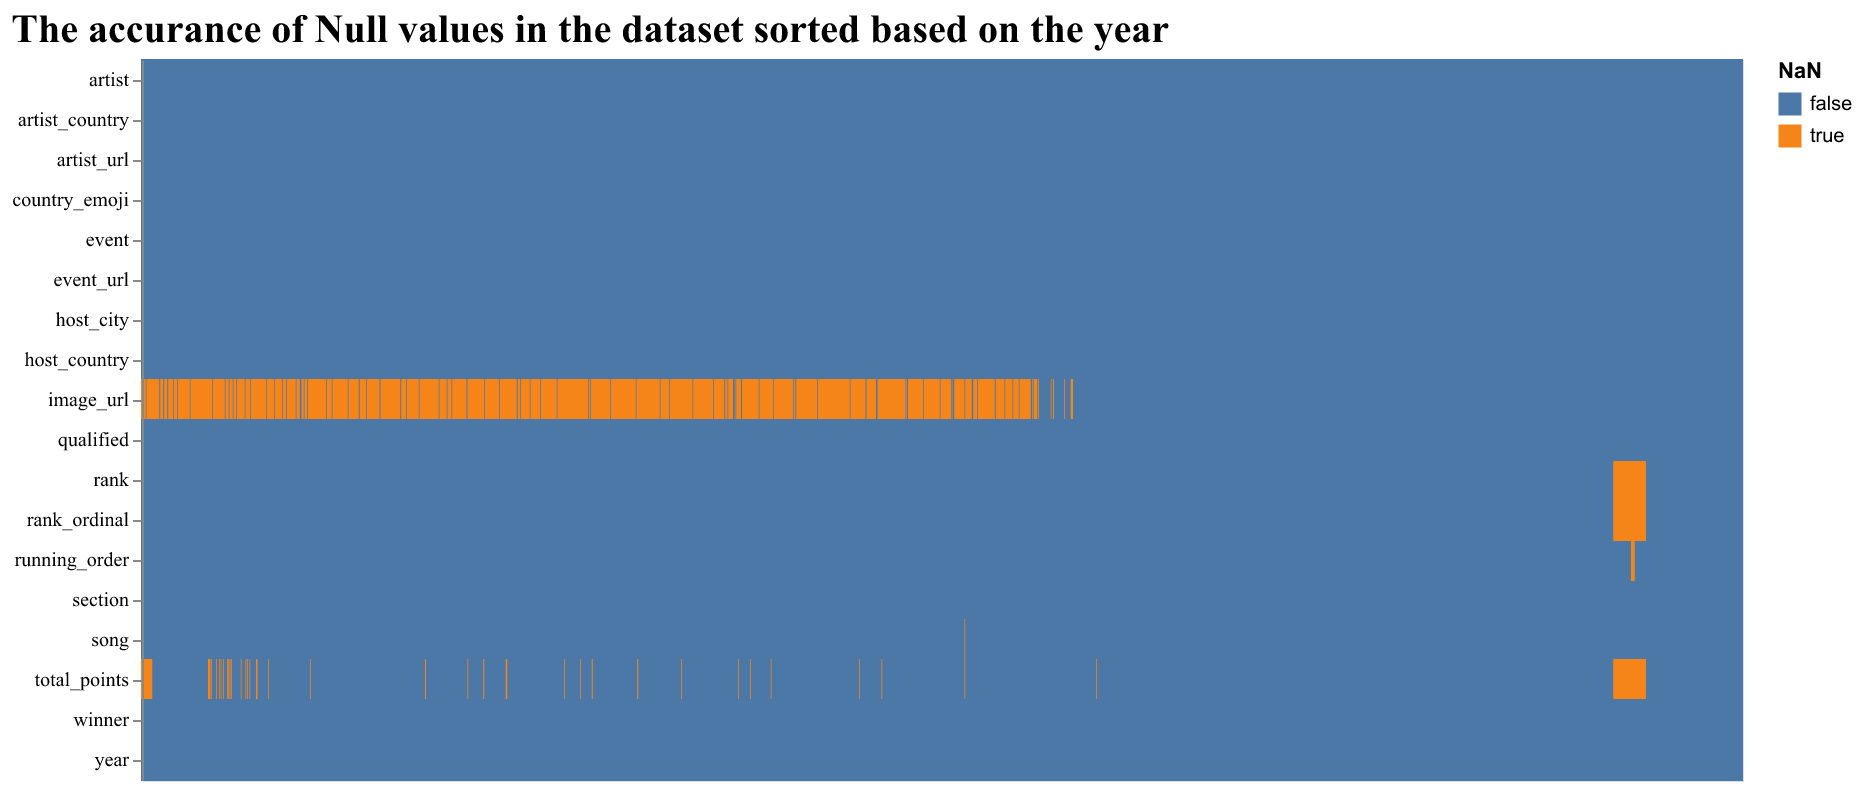 The accurance of Null values in the dataset sorted based on the year
NaN
false
true
artist
artist_country
artist_url
country_emoji
event
event_url
host_city
host_country
image_url
qualified
rank
rank_ordinal
running_order
section
song
total_points
winner
year